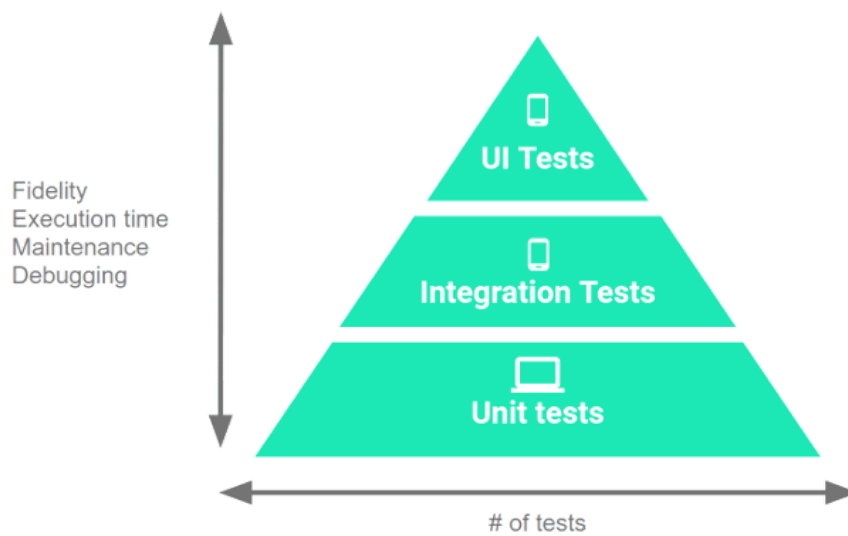 UI Tests
Fidelity
Execution time
Maintenance
Debugging
Integration Tests
Unit tests
# of tests